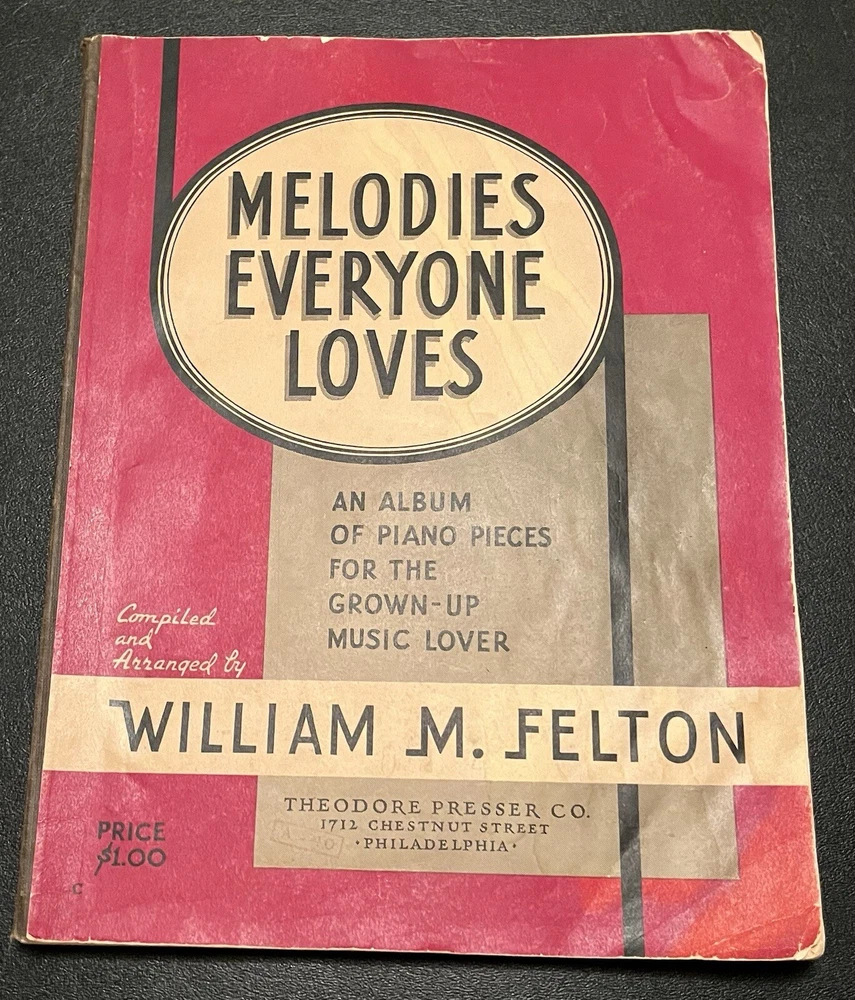 MELODIES
EVERYONE
LOVES
AN ALBUM
OF PIANO PIECES
FOR THE
GROWN-UP
MUSIC LOVER
Compiled
and
Arranged by
WILLIAM M. FELTON
THEODORE PRESSER CO.
1712 CHESTNUT STREET
·PHILADELPHIA·
PRICE
$1.00
C